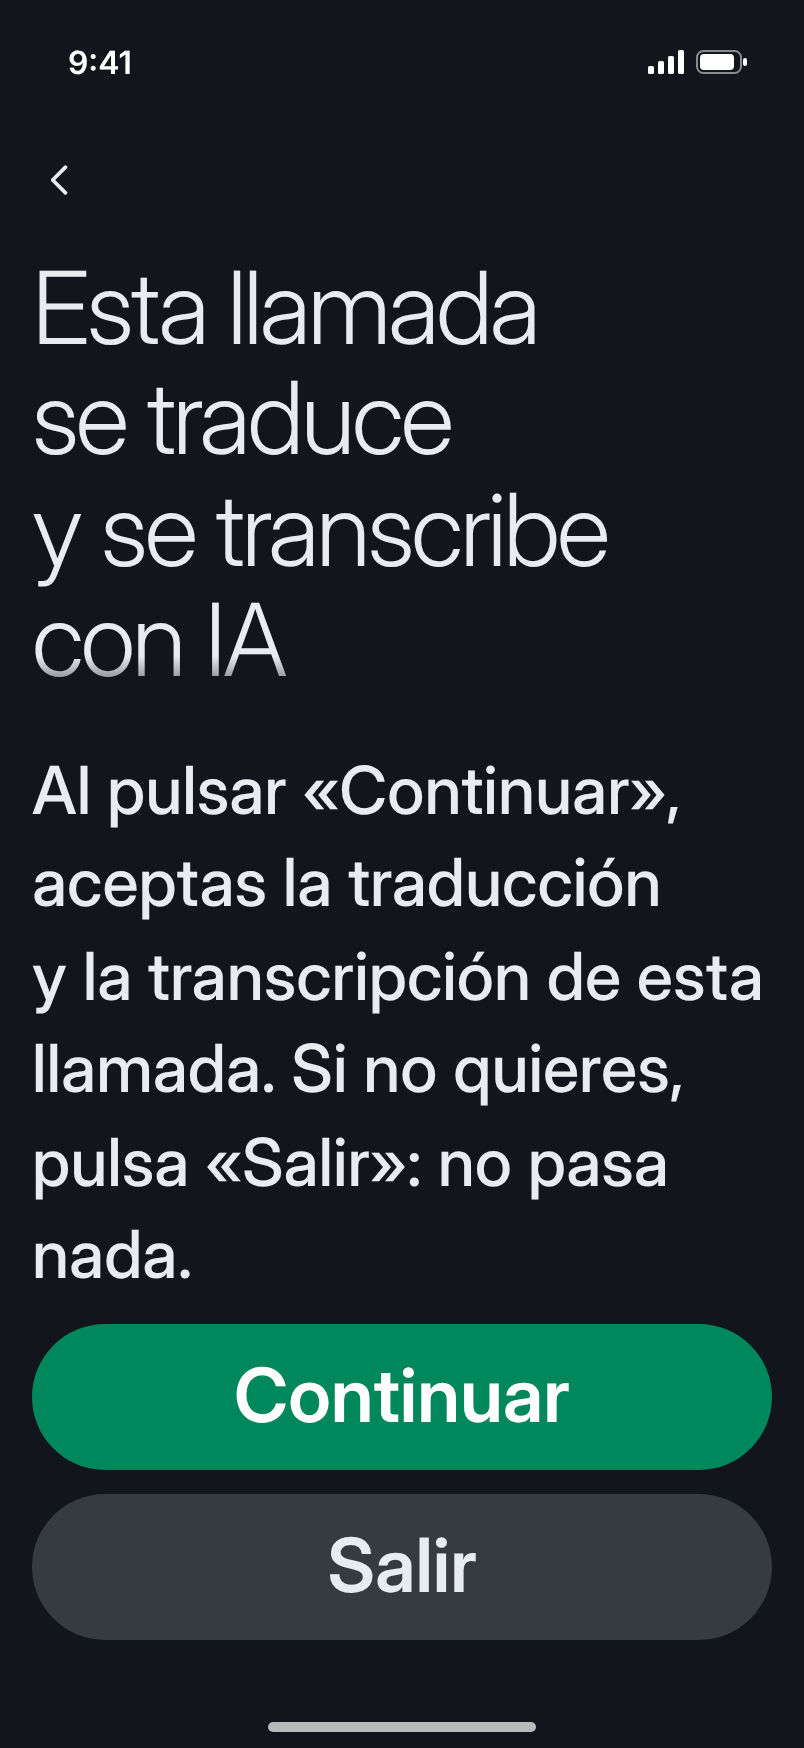 9:41
Esta llamada
se traduce
y se transcribe
con IA
Al pulsar «Continuar»,
aceptas la traducción
y la transcripción de esta
llamada. Si no quieres,
pulsa «Salir»: no pasa
nada.
Continuar
Salir